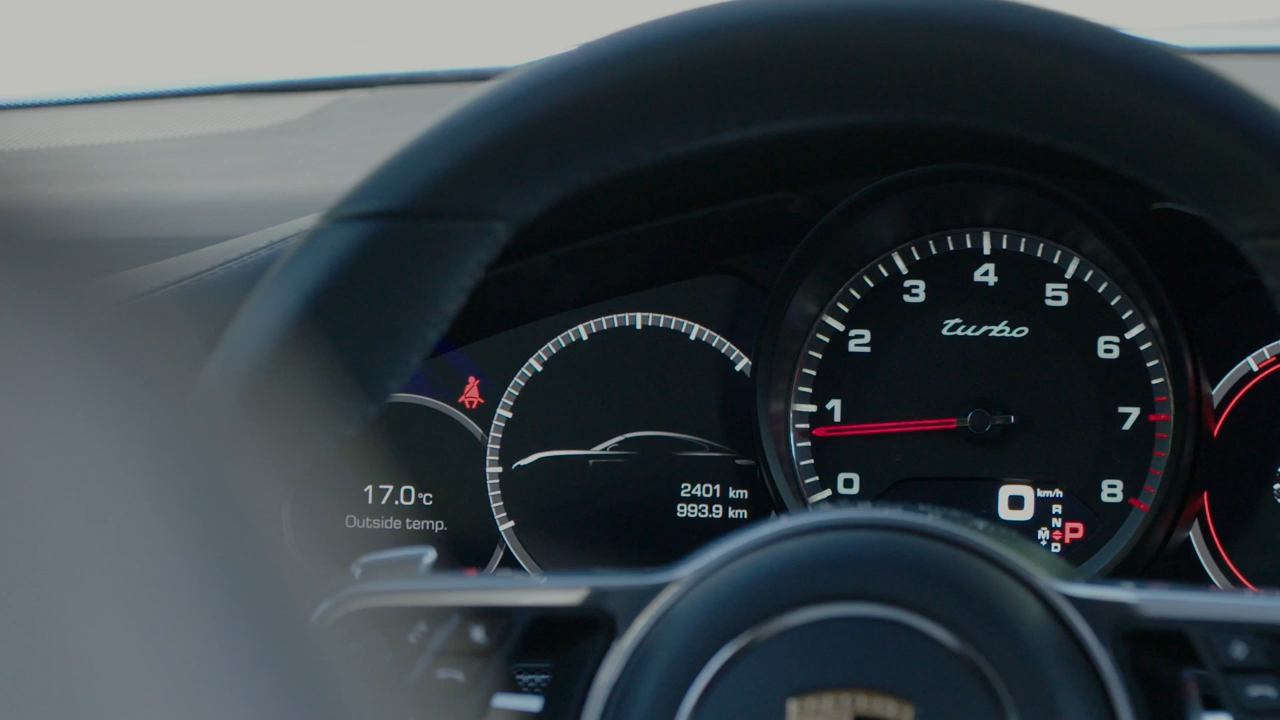 turbo
0
1
2
3
4
5
6
7
8
17.0°C
Outside temp.
2401 km
993.9 km
0 km/h
R
N
M P
D